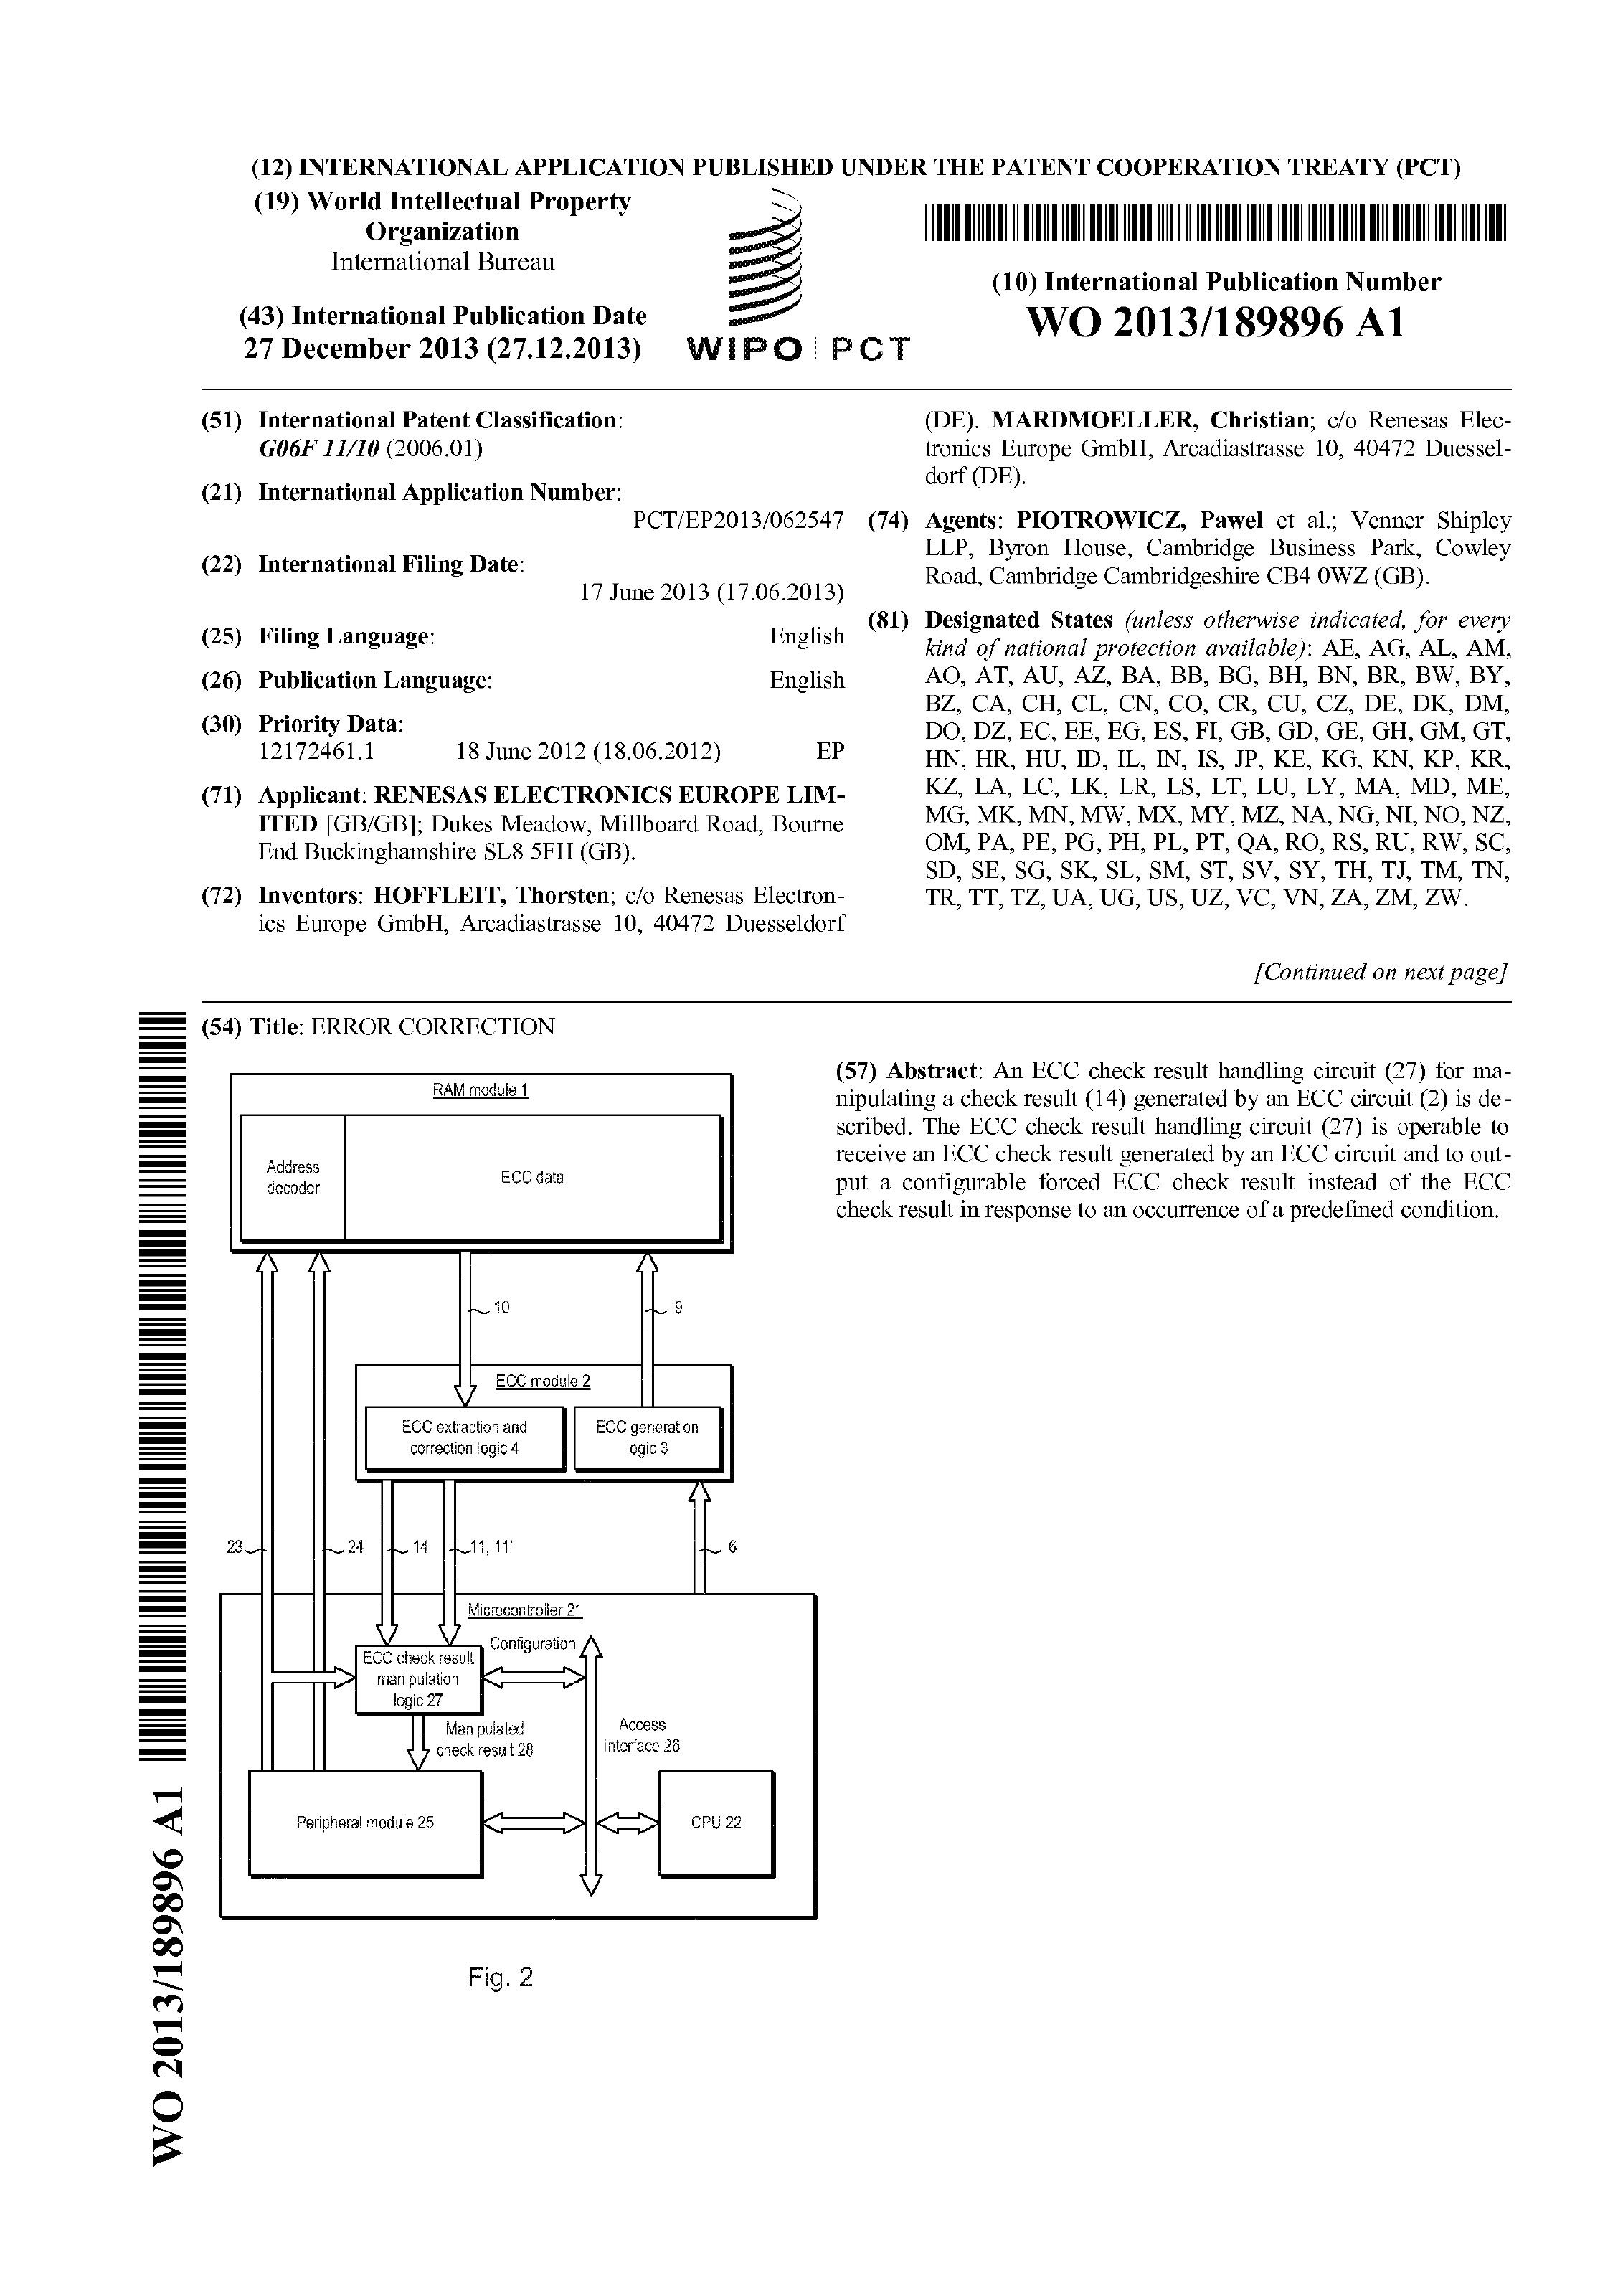 (12) INTERNATIONAL APPLICATION PUBLISHED UNDER THE PATENT COOPERATION TREATY (PCT)
(19) World Intellectual Property
Organization
International Bureau
(43) International Publication Date
27 December 2013 (27.12.2013)
WIPO | PCT
(10) International Publication Number
WO 2013/189896 A1
(51) International Patent Classification:
G06F 11/10 (2006.01)
(21) International Application Number:
PCT/EP2013/062547
(22) International Filing Date:
17 June 2013 (17.06.2013)
(25) Filing Language: English
(26) Publication Language: English
(30) Priority Data:
12172461.1 18 June 2012 (18.06.2012) EP
(71) Applicant: RENESAS ELECTRONICS EUROPE LIM-
ITED [GB/GB]; Dukes Meadow, Millboard Road, Bourne
End Buckinghamshire SL8 5FH (GB).
(72) Inventors: HOFFLEIT, Thorsten; c/o Renesas Electron-
ics Europe GmbH, Arcadiastrasse 10, 40472 Duesseldorf
(DE). MARDMOELLER, Christian; c/o Renesas Elec-
tronics Europe GmbH, Arcadiastrasse 10, 40472 Duessel-
dorf (DE).
(74) Agents: PIOTROWICZ, Pawel et al.; Venner Shipley
LLP, Byron House, Cambridge Business Park, Cowley
Road, Cambridge Cambridgeshire CB4 0WZ (GB).
(81) Designated States (unless otherwise indicated, for every
kind of national protection available): AE, AG, AL, AM,
AO, AT, AU, AZ, BA, BB, BG, BH, BN, BR, BW, BY,
BZ, CA, CH, CL, CN, CO, CR, CU, CZ, DE, DK, DM,
DO, DZ, EC, EE, EG, ES, FI, GB, GD, GE, GH, GM, GT,
HN, HR, HU, ID, IL, IN, IS, JP, KE, KG, KN, KP, KR,
KZ, LA, LC, LK, LR, LS, LT, LU, LY, MA, MD, ME,
MG, MK, MN, MW, MX, MY, MZ, NA, NG, NI, NO, NZ,
OM, PA, PE, PG, PH, PL, PT, QA, RO, RS, RU, RW, SC,
SD, SE, SG, SK, SL, SM, ST, SV, SY, TH, TJ, TM, TN,
TR, TT, TZ, UA, UG, US, UZ, VC, VN, ZA, ZM, ZW.
[Continued on next page]
(54) Title: ERROR CORRECTION
RAM module 1
Address
decoder
ECC data
10
9
ECC module 2
ECC extraction and
correction logic 4
ECC generation
logic 3
23
24
14
11, 11'
6
Microcontroller 21
Configuration
ECC check result
manipulation
logic 27
Manipulated
check result 28
Access
interface 26
Peripheral module 25
CPU 22
Fig. 2
(57) Abstract: An ECC check result handling circuit (27) for ma-
nipulating a check result (14) generated by an ECC circuit (2) is de-
scribed. The ECC check result handling circuit (27) is operable to
receive an ECC check result generated by an ECC circuit and to out-
put a configurable forced ECC check result instead of the ECC
check result in response to an occurrence of a predefined condition.
WO 2013/189896 A1